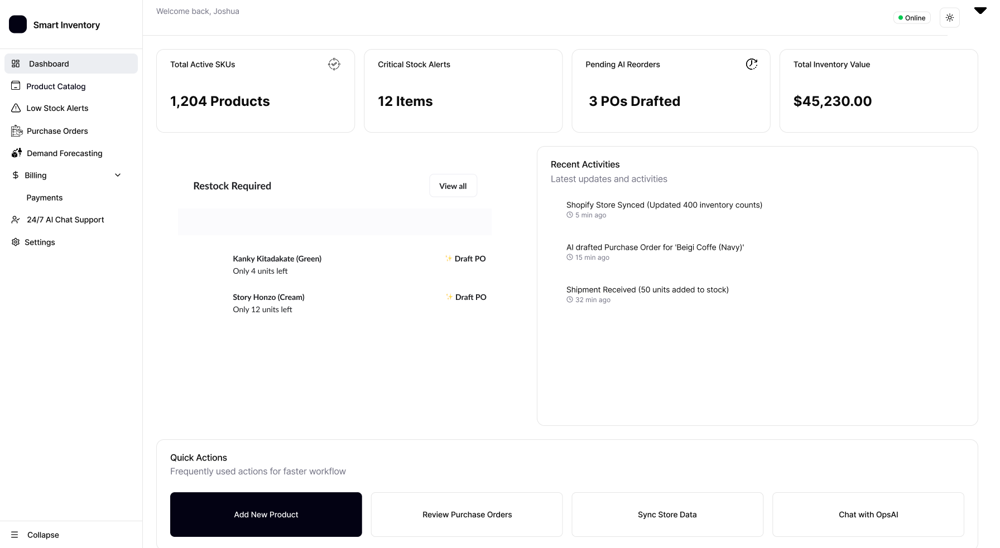 Smart Inventory
Dashboard
Product Catalog
Low Stock Alerts
Purchase Orders
Demand Forecasting
Billing
Payments
24/7 AI Chat Support
Settings
Collapse
Welcome back, Joshua
Online
Total Active SKUs
1,204 Products
Critical Stock Alerts
12 Items
Pending AI Reorders
3 POs Drafted
Total Inventory Value
$45,230.00
Restock Required
View all
Kanky Kitadakate (Green)
Only 4 units left
✨ Draft PO
Story Honzo (Cream)
Only 12 units left
✨ Draft PO
Recent Activities
Latest updates and activities
Shopify Store Synced (Updated 400 inventory counts)
5 min ago
AI drafted Purchase Order for 'Beigi Coffe (Navy)'
15 min ago
Shipment Received (50 units added to stock)
32 min ago
Quick Actions
Frequently used actions for faster workflow
Add New Product
Review Purchase Orders
Sync Store Data
Chat with OpsAI